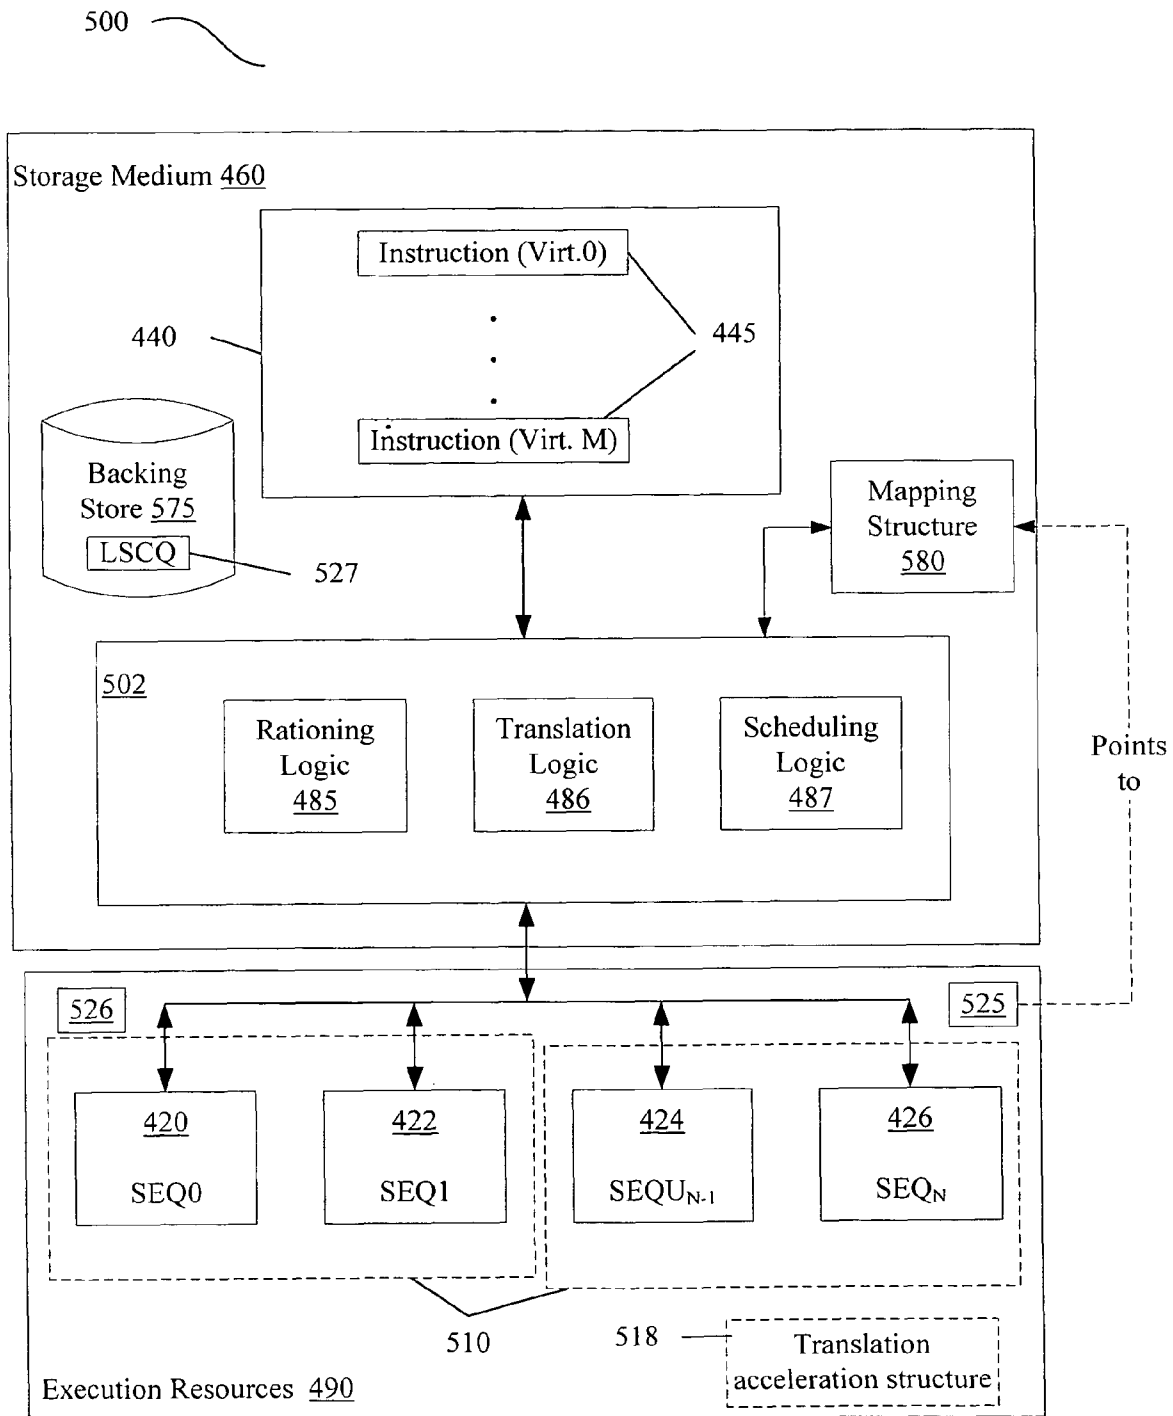 500
Storage Medium 460
Instruction (Virt.0)
440
445
Instruction (Virt. M)
Backing
Store 575
LSCQ
527
Mapping
Structure
580
502
Rationing
Logic
485
Translation
Logic
486
Scheduling
Logic
487
Points
to
526
525
420
SEQ0
422
SEQ1
424
SEQU_{N-1}
426
SEQ_N
510
518
Translation
acceleration structure
Execution Resources 490